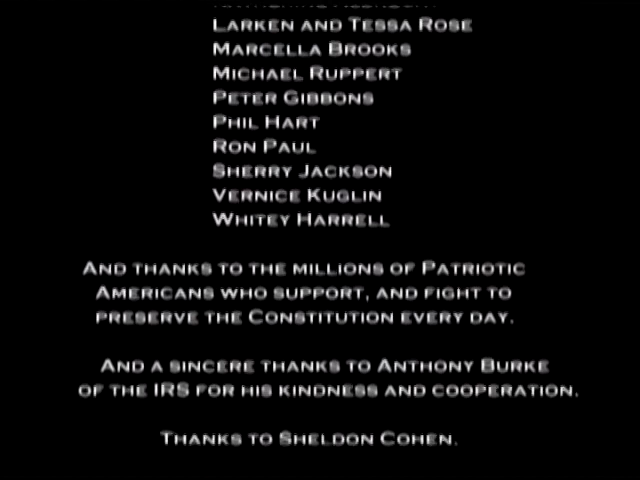 Larken and Tessa Rose
Marcella Brooks
Michael Ruppert
Peter Gibbons
Phil Hart
Ron Paul
Sherry Jackson
Vernice Kuglin
Whitey Harrell
And thanks to the millions of Patriotic
Americans who support, and fight to
preserve the Constitution every day.
And a sincere thanks to Anthony Burke
of the IRS for his kindness and cooperation.
Thanks to Sheldon Cohen.